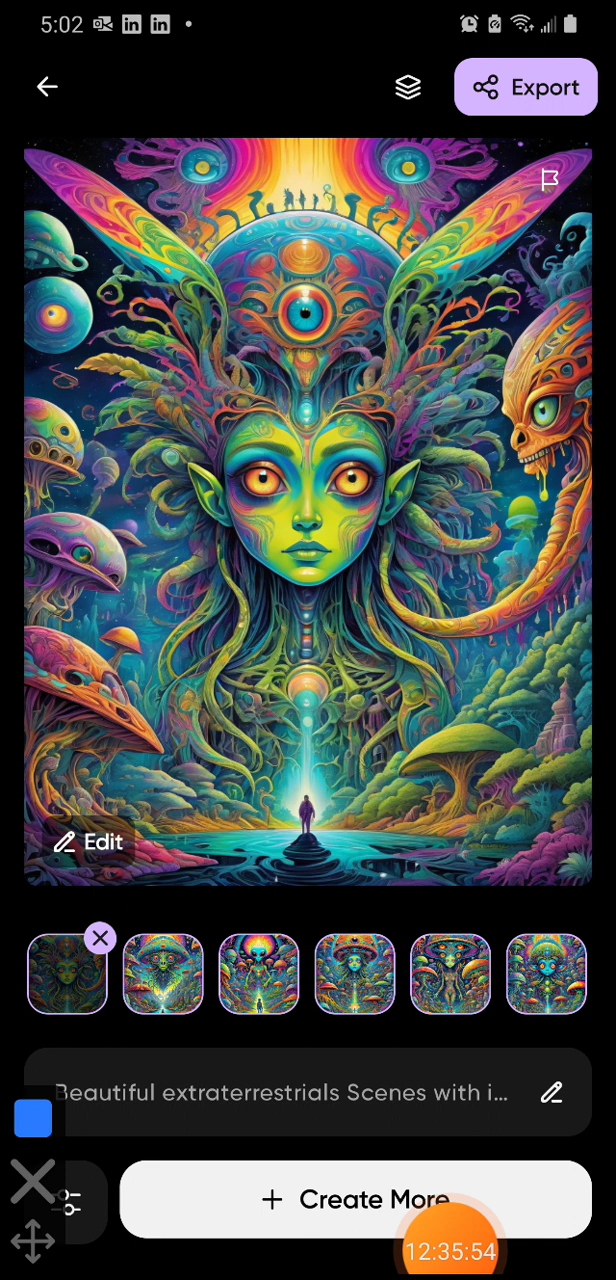 5:02
Export
Edit
Beautiful extraterrestrials Scenes with i...
Create More
12:35:54